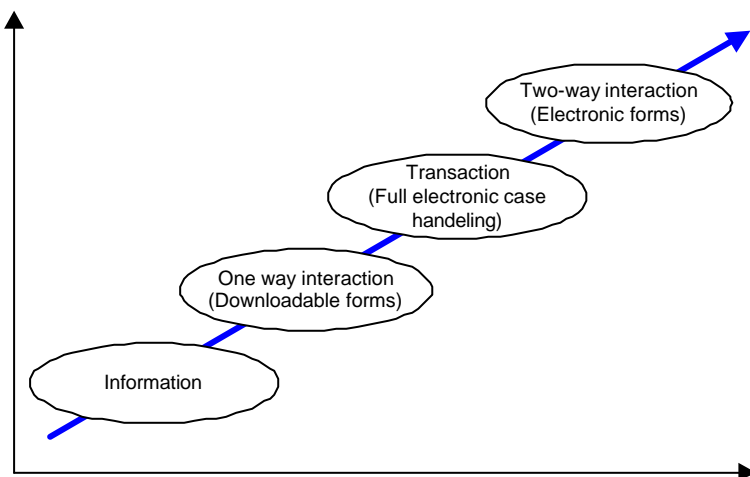 Two-way interaction
(Electronic forms)
Transaction
(Full electronic case
handeling)
One way interaction
(Downloadable forms)
Information